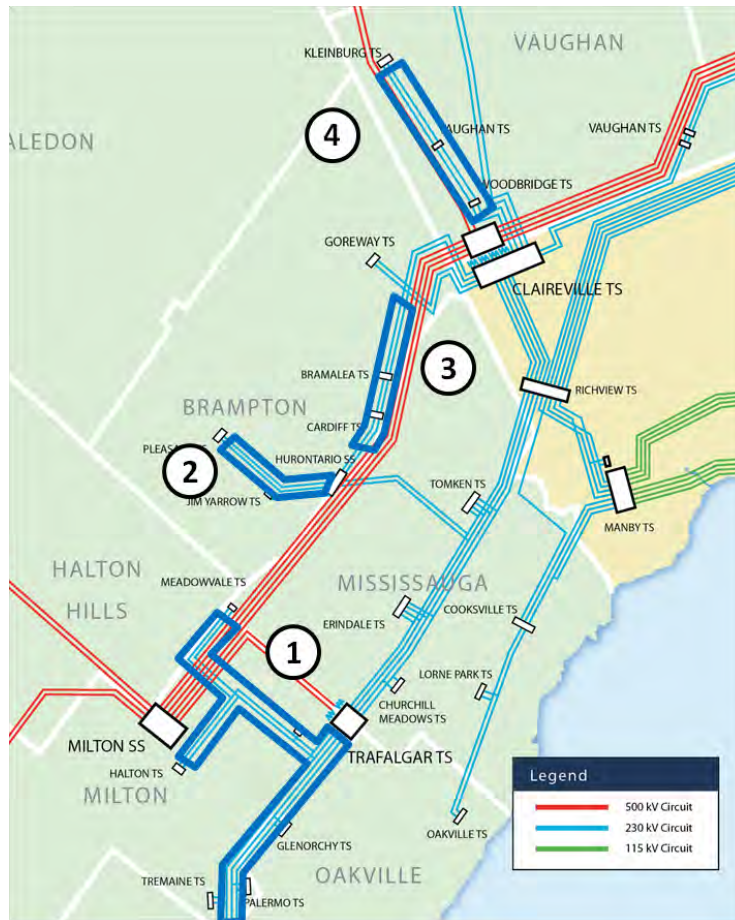 KLEINBURG TS
VAUGHAN
4
AUGHAN TS
VAUGHAN TS
ALEDON
WOODBRIDGE TS
GOREWAY TS
CLAIREVILLE TS
3
BRAMALEA TS
RICHVIEW TS
BRAMPTON
CARDIFF TS
PLEAS
2
HURONTARIO SS
JIM YARROW TS
TOMKEN TS
MANBY TS
HALTON
HILLS
MEADOWVALE TS
MISSISSAUGA
COOKSVILLE TS
ERINDALE TS
1
LORNE PARK TS
CHURCHILL
MEADOWS TS
MILTON SS
TRAFALGAR TS
HALTON TS
MILTON
Legend
500 kV Circuit
230 kV Circuit
115 kV Circuit
OAKVILLE TS
GLENORCHY TS
OAKVILLE
TREMAINE TS
PALERMO TS